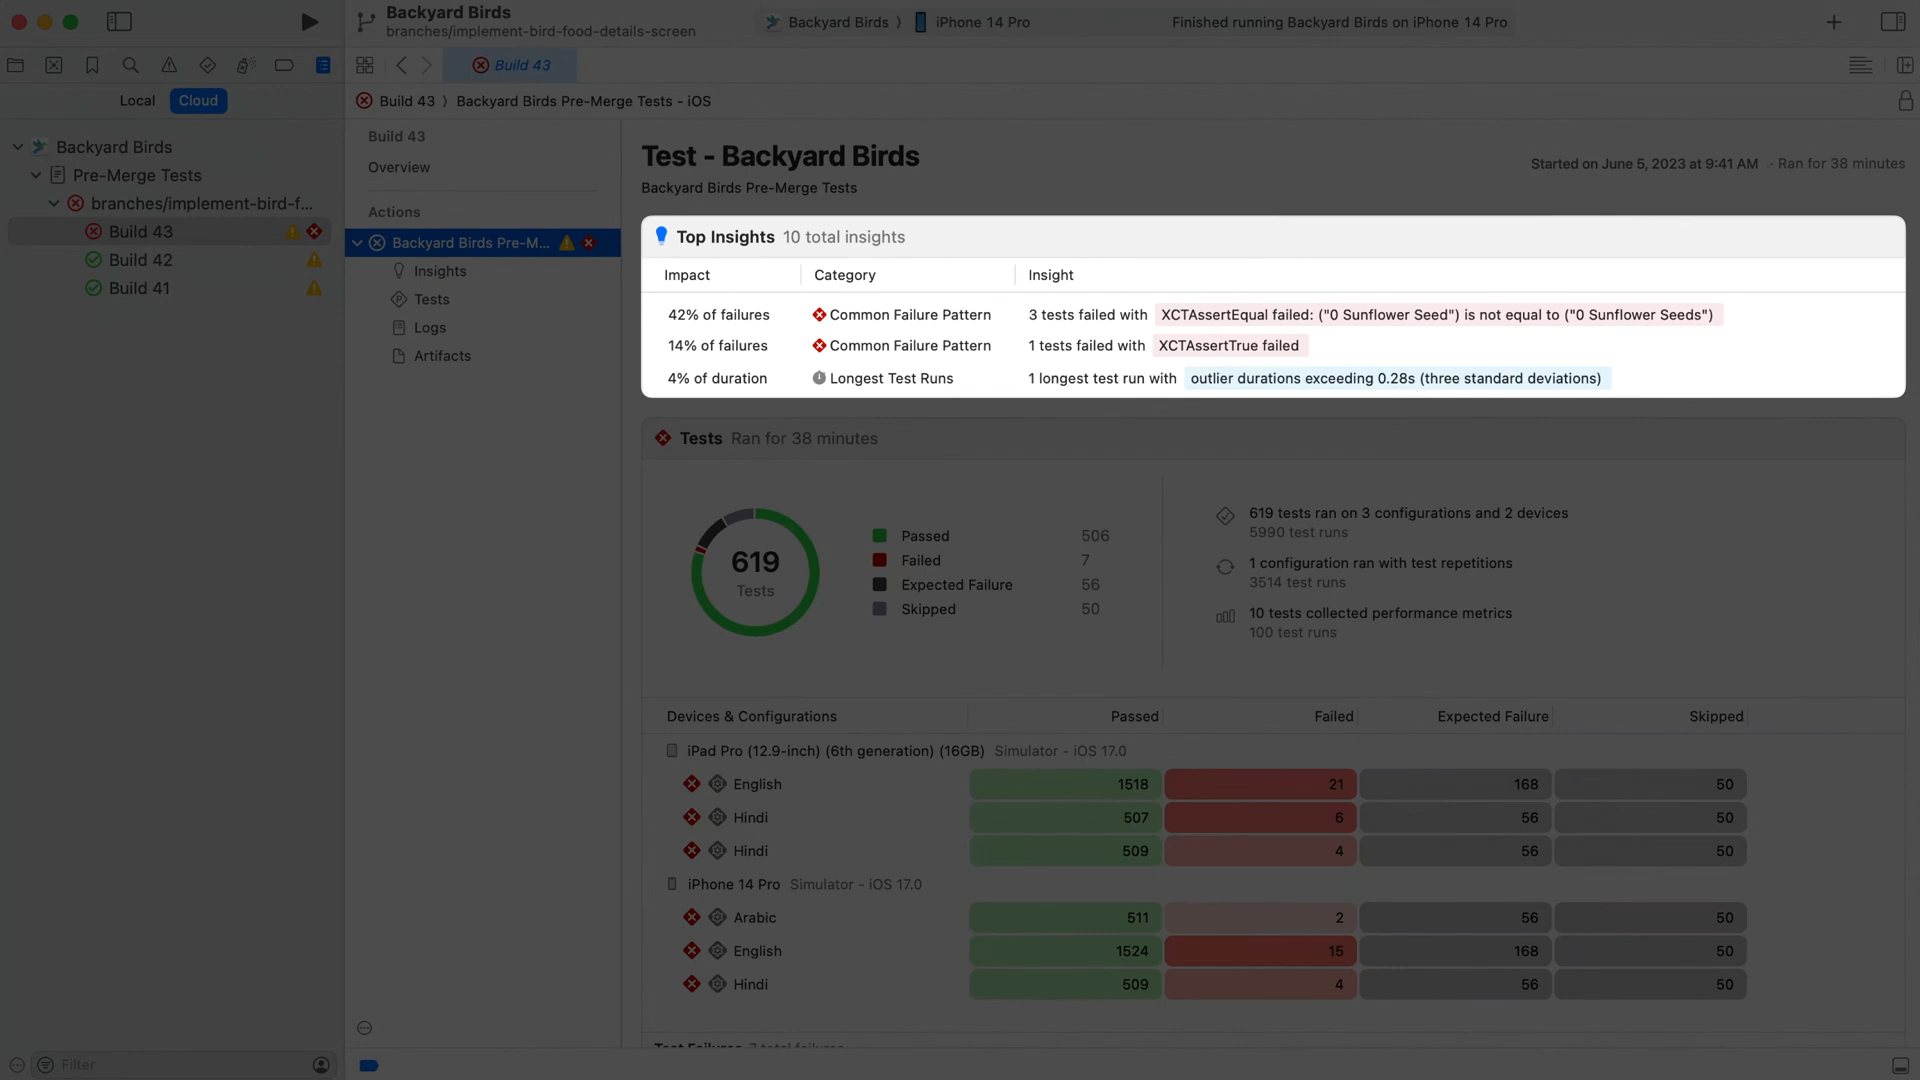 Backyard Birds
branches/implement-bird-food-details-screen
Backyard Birds 〉 iPhone 14 Pro
Finished running Backyard Birds on iPhone 14 Pro
Build 43
Local Cloud
Build 43 〉 Backyard Birds Pre-Merge Tests - iOS
Backyard Birds
Pre-Merge Tests
branches/implement-bird-f...
Build 43
Build 42
Build 41
Filter
Build 43
Overview
Actions
Backyard Birds Pre-M...
Insights
Tests
Logs
Artifacts
Test - Backyard Birds
Started on June 5, 2023 at 9:41 AM - Ran for 38 minutes
Backyard Birds Pre-Merge Tests
Top Insights 10 total insights
Impact Category Insight
42% of failures Common Failure Pattern 3 tests failed with XCTAssertEqual failed: ("0 Sunflower Seed") is not equal to ("0 Sunflower Seeds")
14% of failures Common Failure Pattern 1 tests failed with XCTAssertTrue failed
4% of duration Longest Test Runs 1 longest test run with outlier durations exceeding 0.28s (three standard deviations)
Tests Ran for 38 minutes
619
Tests
Passed 506
Failed 7
Expected Failure 56
Skipped 50
619 tests ran on 3 configurations and 2 devices
5990 test runs
1 configuration ran with test repetitions
3514 test runs
10 tests collected performance metrics
100 test runs
Devices & Configurations Passed Failed Expected Failure Skipped
iPad Pro (12.9-inch) (6th generation) (16GB) Simulator - iOS 17.0
English 1518 21 168 50
Hindi 507 6 56 50
Hindi 509 4 56 50
iPhone 14 Pro Simulator - iOS 17.0
Arabic 511 2 56 50
English 1524 15 168 50
Hindi 509 4 56 50
Test Failures 7 total failures